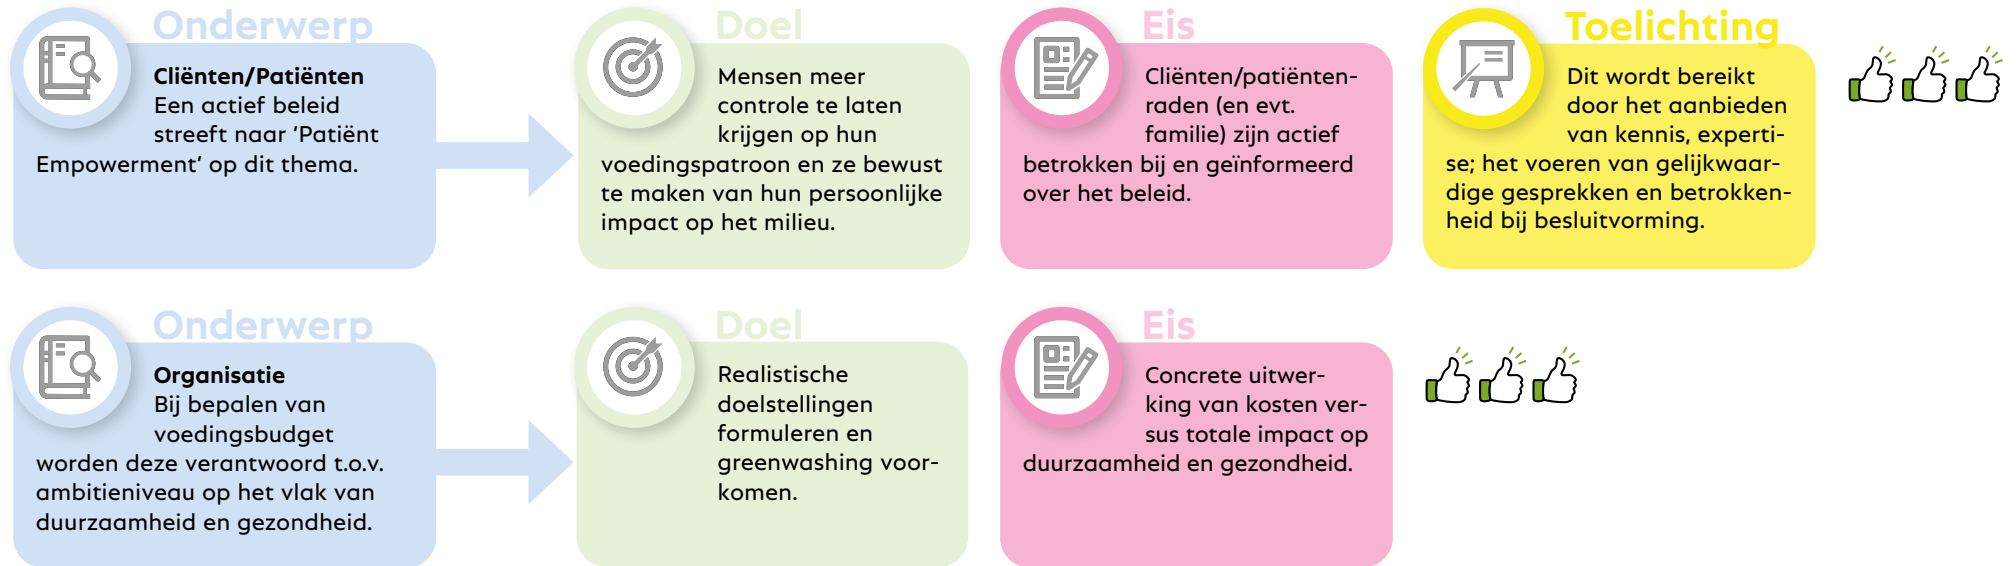 Onderwerp
Cliënten/Patiënten
Een actief beleid
streeft naar ‘Patiënt
Empowerment’ op dit thema.
Doel
Mensen meer
controle te laten
krijgen op hun
voedingspatroon en ze bewust
te maken van hun persoonlijke
impact op het milieu.
Eis
Cliënten/patiënten-
raden (en evt.
familie) zijn actief
betrokken bij en geïnformeerd
over het beleid.
Toelichting
Dit wordt bereikt
door het aanbieden
van kennis, experti-
se; het voeren van gelijkwaar-
dige gesprekken en betrokken-
heid bij besluitvorming.
Onderwerp
Organisatie
Bij bepalen van
voedingsbudget
worden deze verantwoord t.o.v.
ambitieniveau op het vlak van
duurzaamheid en gezondheid.
Doel
Realistische
doelstellingen
formuleren en
greenwashing voor-
komen.
Eis
Concrete uitwer-
king van kosten ver-
sus totale impact op
duurzaamheid en gezondheid.